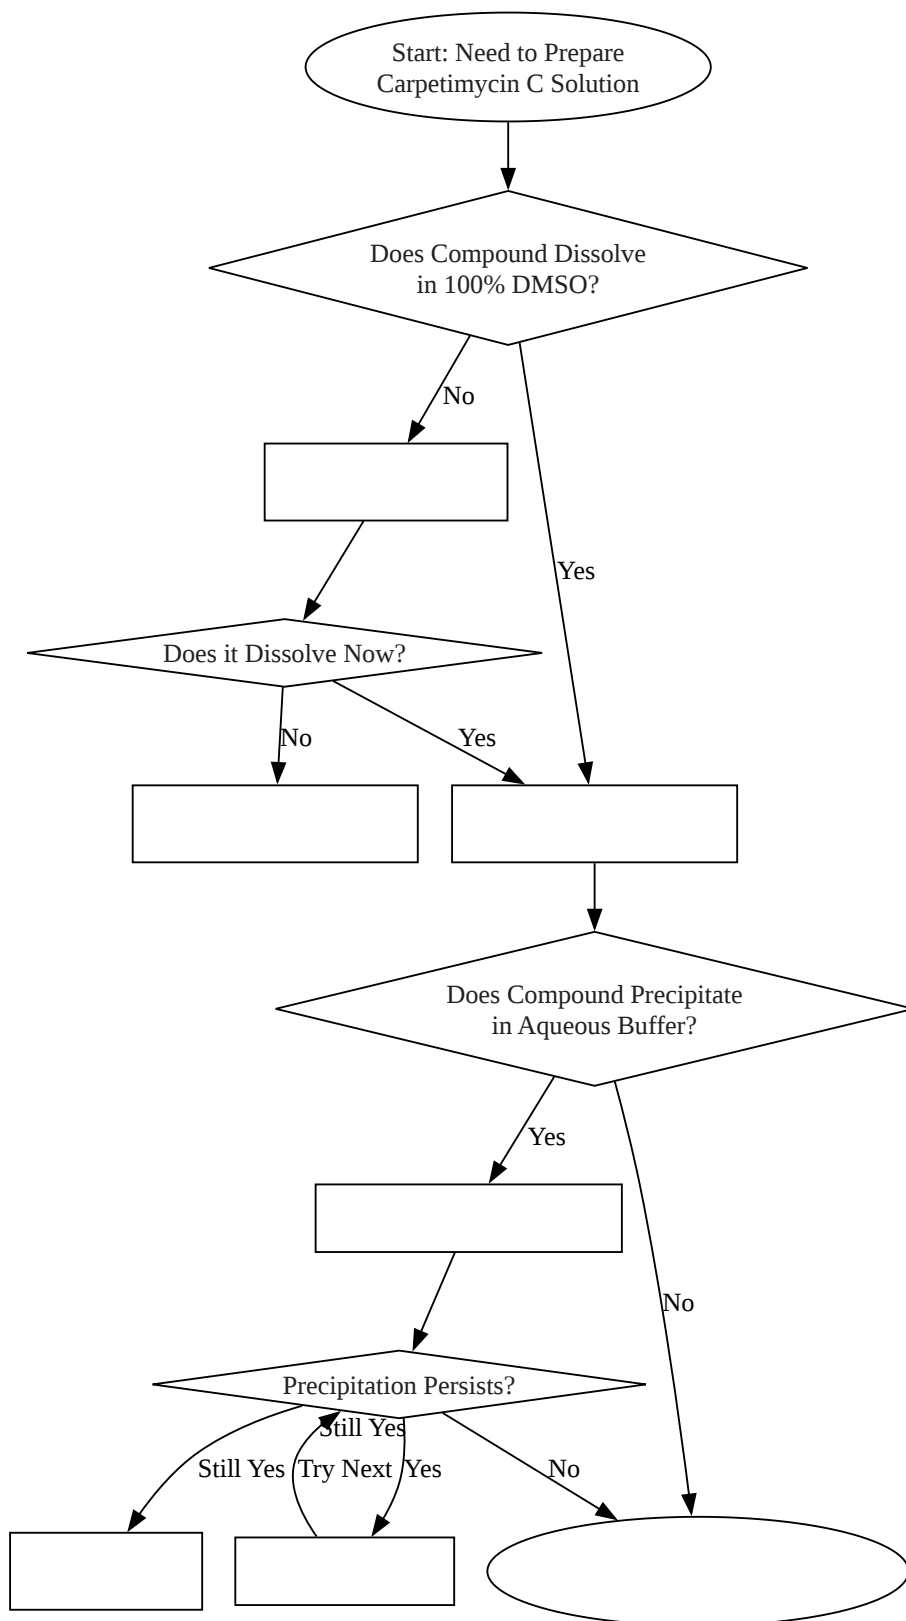 Start: Need to Prepare
Carpetimycin C Solution
Does Compound Dissolve
in 100% DMSO?
No
Yes
Does it Dissolve Now?
No
Yes
Does Compound Precipitate
in Aqueous Buffer?
Yes
No
Precipitation Persists?
Still Yes
Still Yes
Try Next
Yes
No